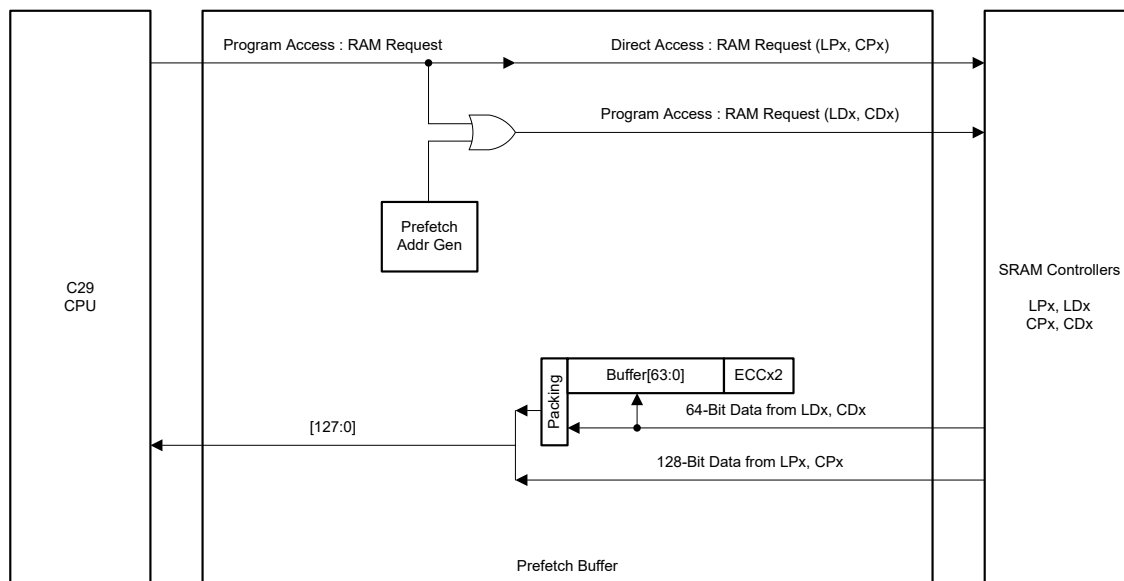 Program Access : RAM Request
Direct Access : RAM Request (LPx, CPx)
Program Access : RAM Request (LDx, CDx)
Prefetch
Addr Gen
C29
CPU
SRAM Controllers
LPx, LDx
CPx, CDx
Packing
Buffer[63:0]
ECCx2
64-Bit Data from LDx, CDx
[127:0]
128-Bit Data from LPx, CPx
Prefetch Buffer